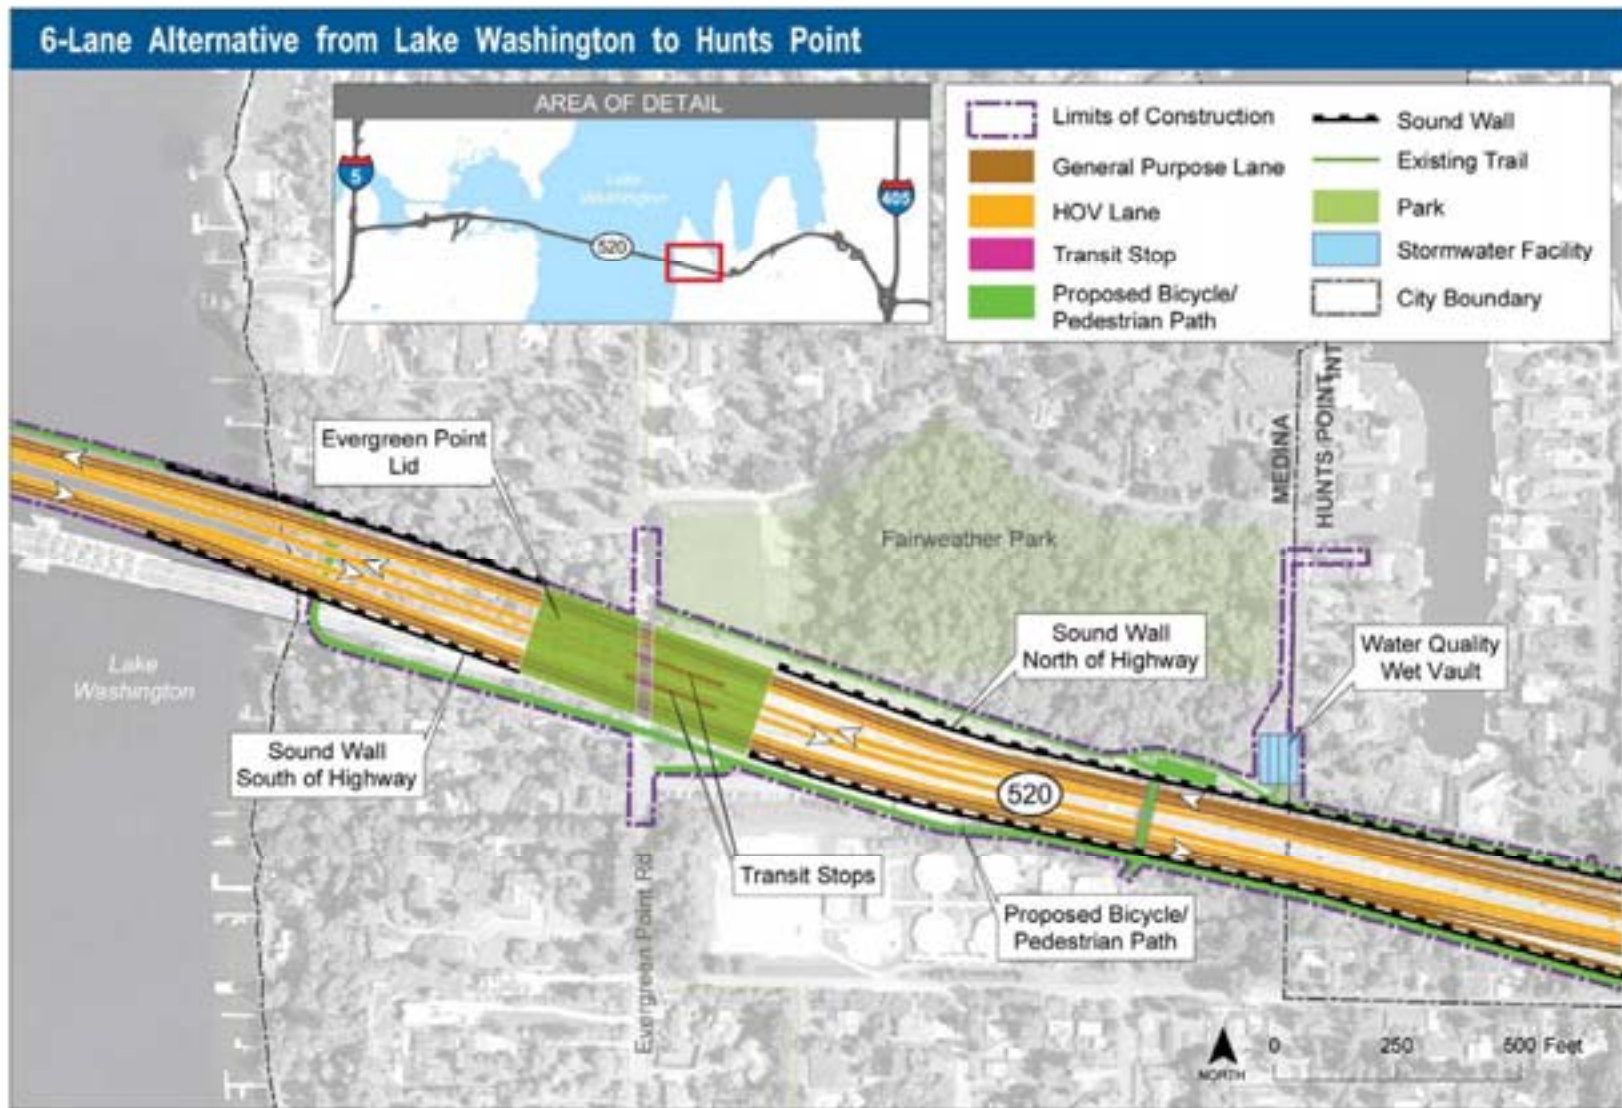 6-Lane Alternative from Lake Washington to Hunts Point
AREA OF DETAIL
5
Lake
Washington
520
405
Limits of Construction
General Purpose Lane
HOV Lane
Transit Stop
Proposed Bicycle/
Pedestrian Path
Sound Wall
Existing Trail
Park
Stormwater Facility
City Boundary
MEDINA
HUNTS POINT
Evergreen Point
Lid
Fairweather Park
Sound Wall
North of Highway
Water Quality
Wet Vault
Lake
Washington
Sound Wall
South of Highway
520
Transit Stops
Evergreen Point Rd
Proposed Bicycle/
Pedestrian Path
NORTH
0 250 500 Feet